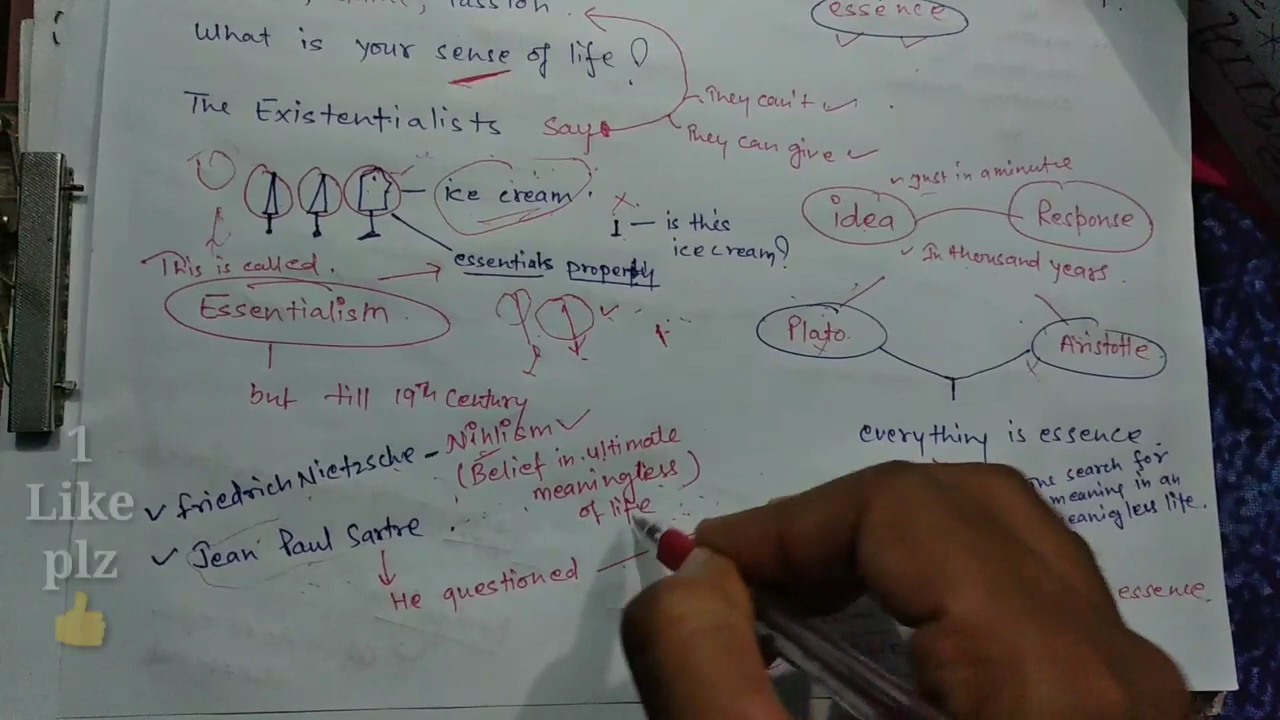 Passion.
essence
What is your sense of life?
They can't
The Existentialists say
They can give
just in a minute
ice cream.
idea
Response
I — is this
ice cream?
In thousand years.
This is called.
essentials property
Essentialism
Plato.
Aristotle
but till 19th Century
everything is essence.
Friedrich Nietzsche - Nihlism
(Belief in ultimate
meaningless)
of life
search for
meaning in an
life.
Jean Paul Sartre
He questioned —
essence.
1
Like
plz